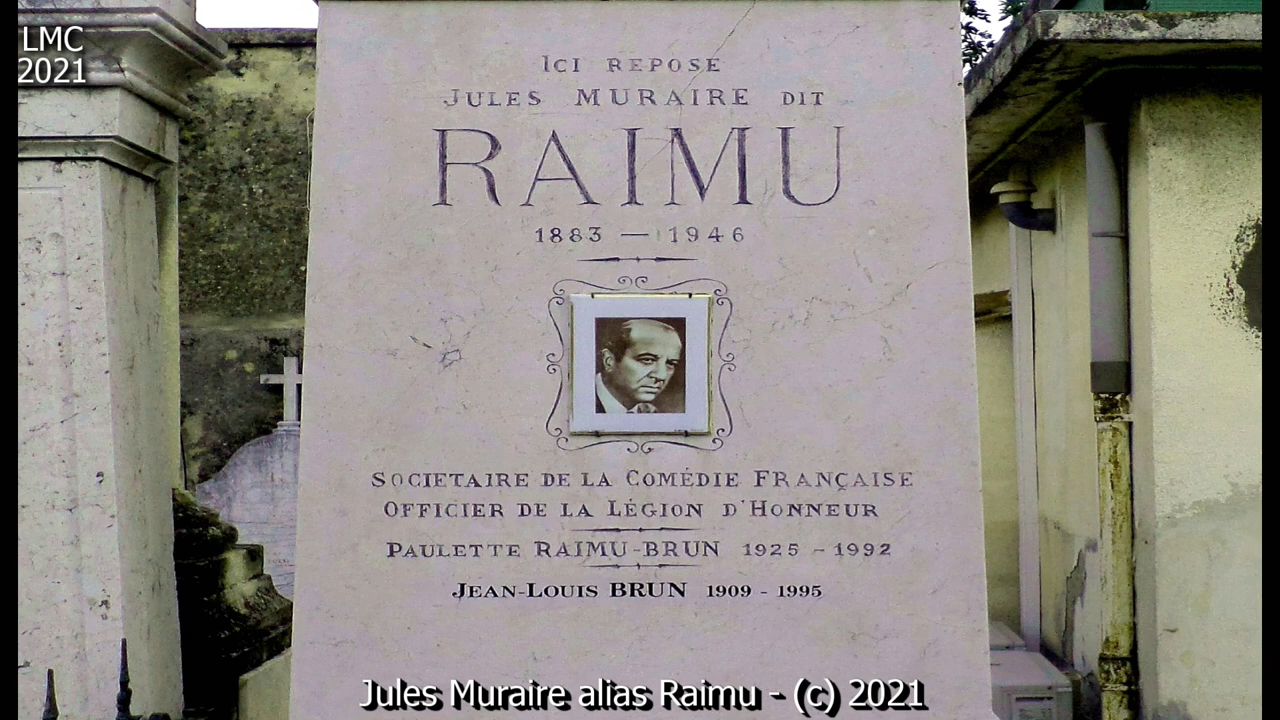 LMC
2021
ICI REPOSE
JULES MURAIRE DIT
RAIMU
1883 — 1946
SOCIETAIRE DE LA COMÉDIE FRANÇAISE
OFFICIER DE LA LÉGION D'HONNEUR
PAULETTE RAIMU-BRUN 1925 - 1992
JEAN-LOUIS BRUN 1909 - 1995
Jules Muraire alias Raimu - (c) 2021